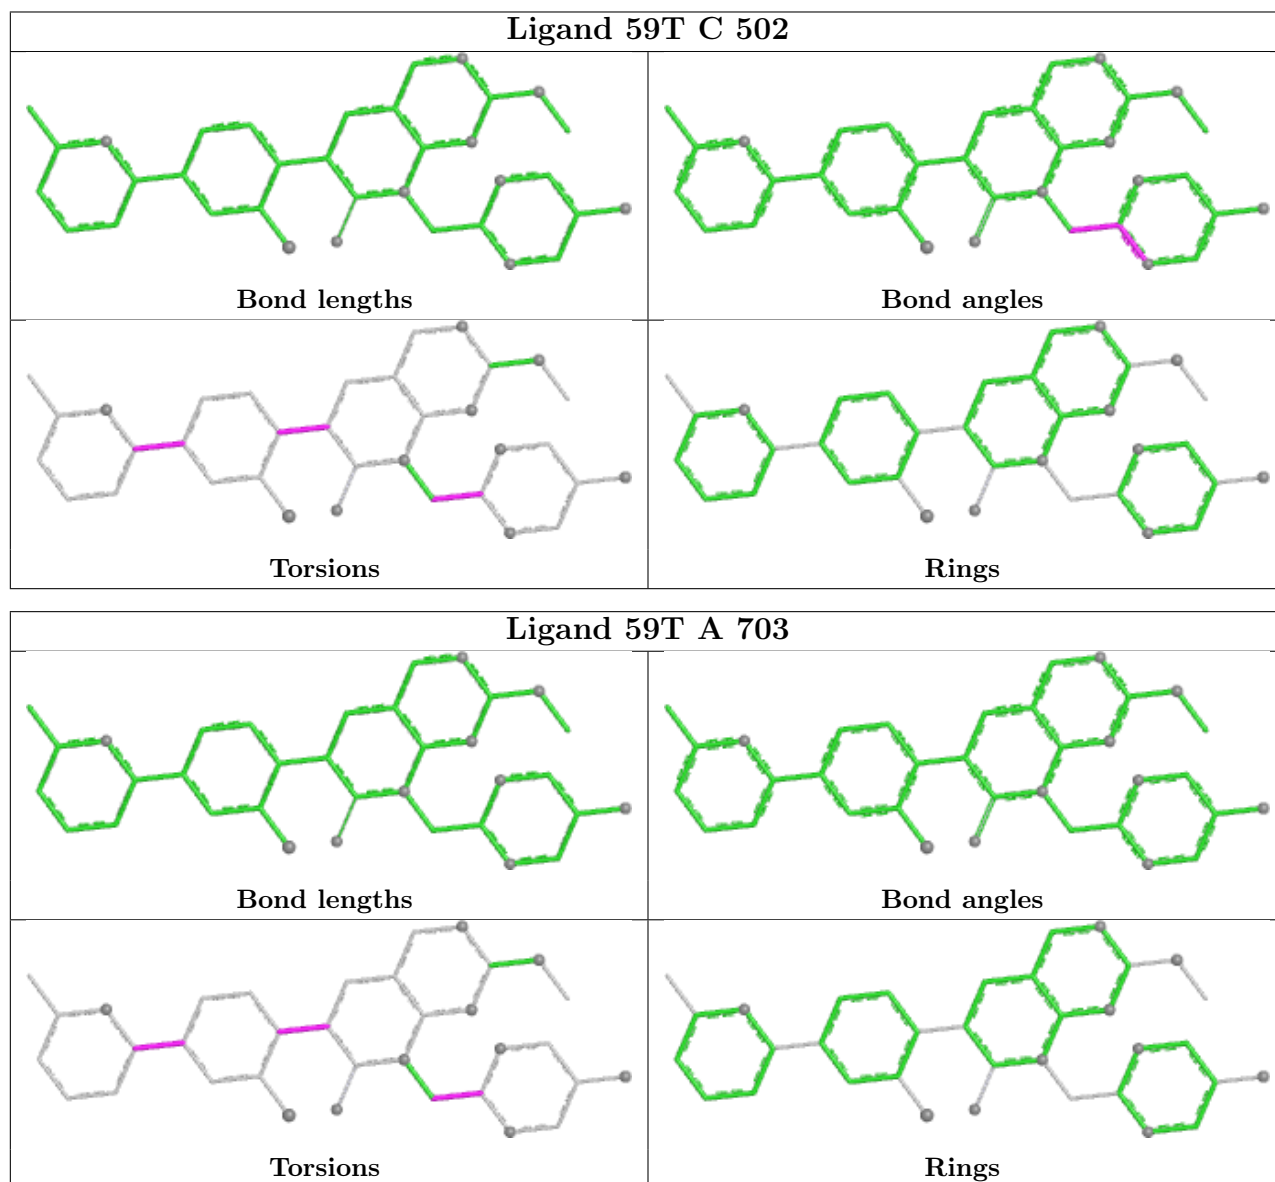 Ligand 59T C 502
Bond lengths
Bond angles
Torsions
Rings
Ligand 59T A 703
Bond lengths
Bond angles
Torsions
Rings